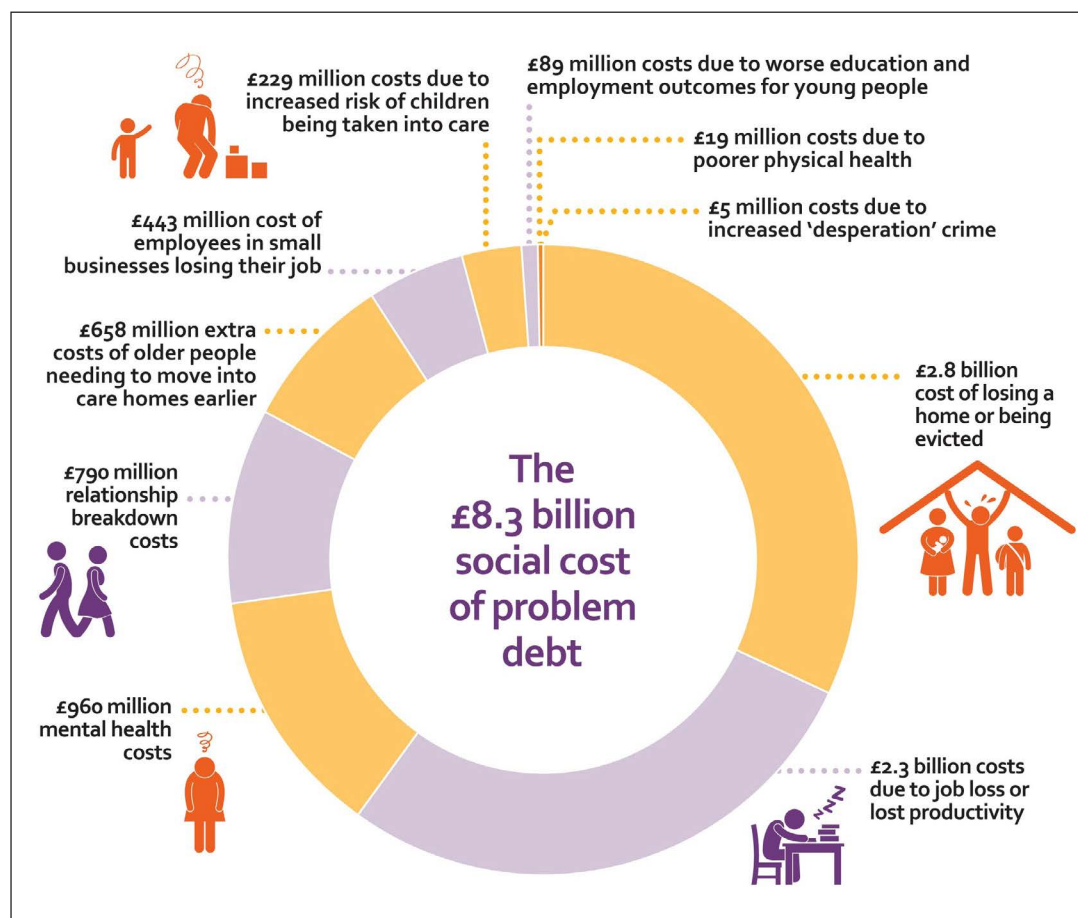 £229 million costs due to
increased risk of children
being taken into care
£89 million costs due to worse education and
employment outcomes for young people
£19 million costs due to
poorer physical health
£5 million costs due to
increased ‘desperation’ crime
£443 million cost of
employees in small
businesses losing their job
£658 million extra
costs of older people
needing to move into
care homes earlier
£2.8 billion
cost of losing a
home or being
evicted
£790 million
relationship
breakdown
costs
The
£8.3 billion
social cost
of problem
debt
£960 million
mental health
costs
£2.3 billion costs
due to job loss or
lost productivity
zzzz